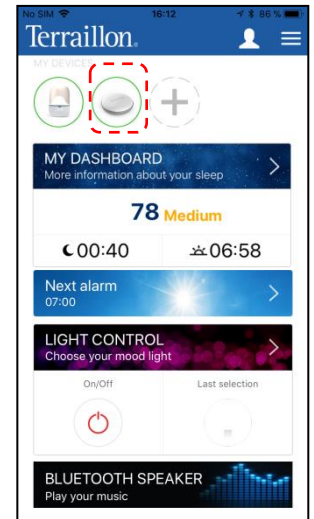 No SIM 16:12 86 %
Terraillon.
MY DEVICES
MY DASHBOARD
More information about your sleep
78 Medium
00:40 06:58
Next alarm
07:00
LIGHT CONTROL
Choose your mood light
On/Off Last selection
BLUETOOTH SPEAKER
Play your music